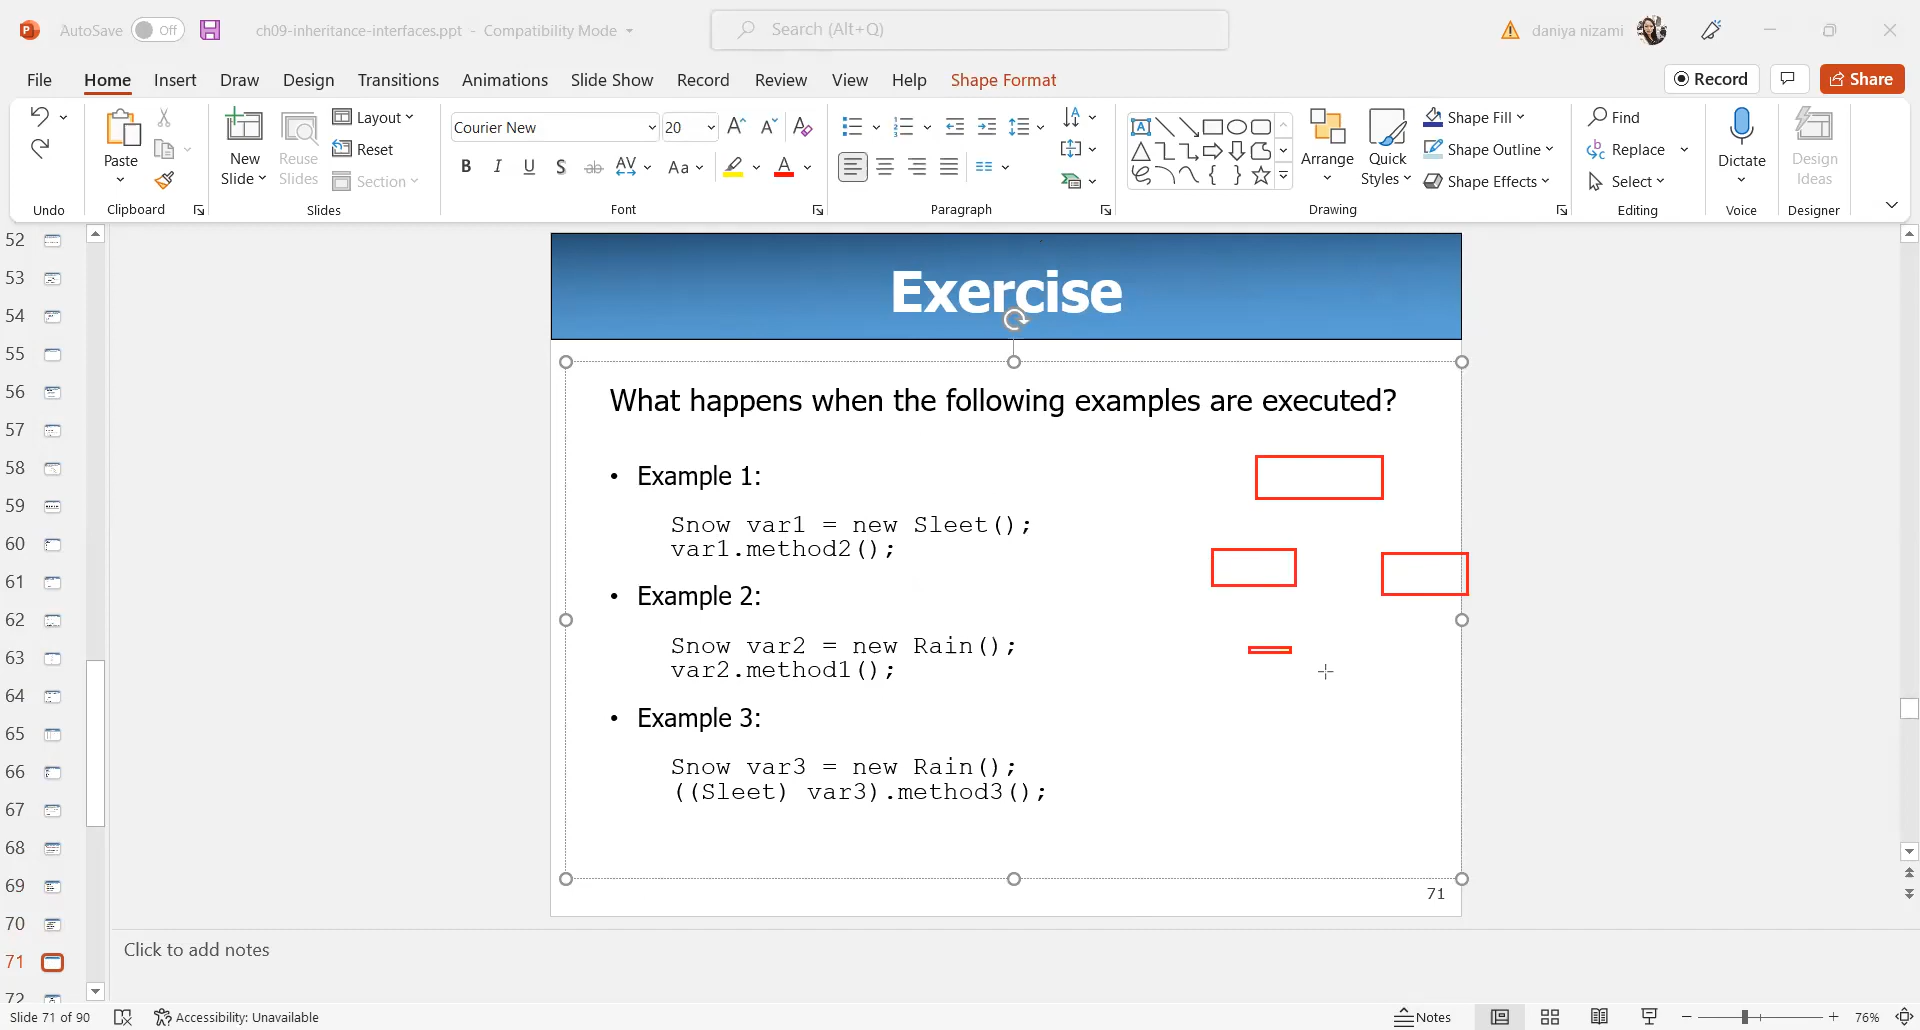 AutoSave Off ch09-inheritance-interfaces.ppt - Compatibility Mode Search (Alt+Q) daniya nizami
File Home Insert Draw Design Transitions Animations Slide Show Record Review View Help Shape Format Record Share
Undo
Paste
Clipboard
New Slide
Reuse Slides
Layout
Reset
Section
Slides
Courier New 20
B I U S ab AV Aa A
Font
Paragraph
Arrange
Quick Styles
Shape Fill
Shape Outline
Shape Effects
Drawing
Find
Replace
Select
Editing
Dictate
Voice
Design Ideas
Designer
52
53
54
55
56
57
58
59
60
61
62
63
64
65
66
67
68
69
70
71
72
Exercise
What happens when the following examples are executed?
• Example 1:
Snow var1 = new Sleet();
var1.method2();
• Example 2:
Snow var2 = new Rain();
var2.method1();
• Example 3:
Snow var3 = new Rain();
((Sleet) var3).method3();
71
Click to add notes
Slide 71 of 90 Accessibility: Unavailable Notes 76%